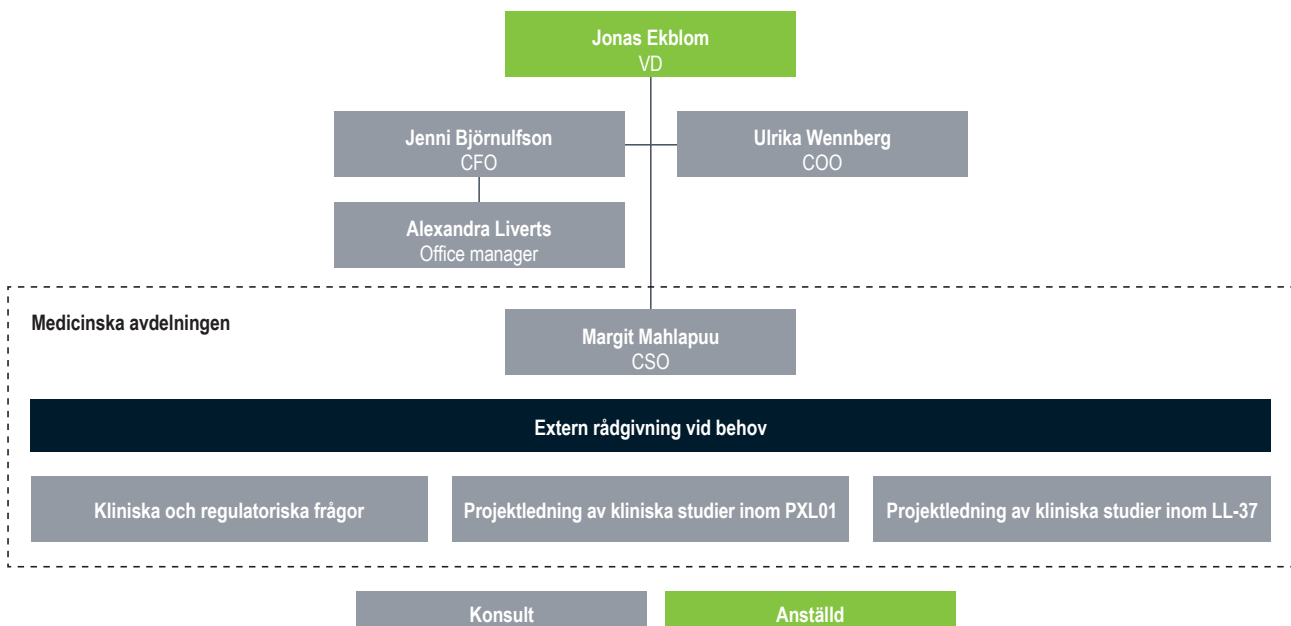 Jonas Ekblom
VD
Jenni Björnulfson
CFO
Ulrika Wennberg
COO
Alexandra Liverts
Office manager
Medicinska avdelningen
Margit Mahlapuu
CSO
Extern rådgivning vid behov
Kliniska och regulatoriska frågor
Projektledning av kliniska studier inom PXL01
Projektledning av kliniska studier inom LL-37
Konsult
Anställd